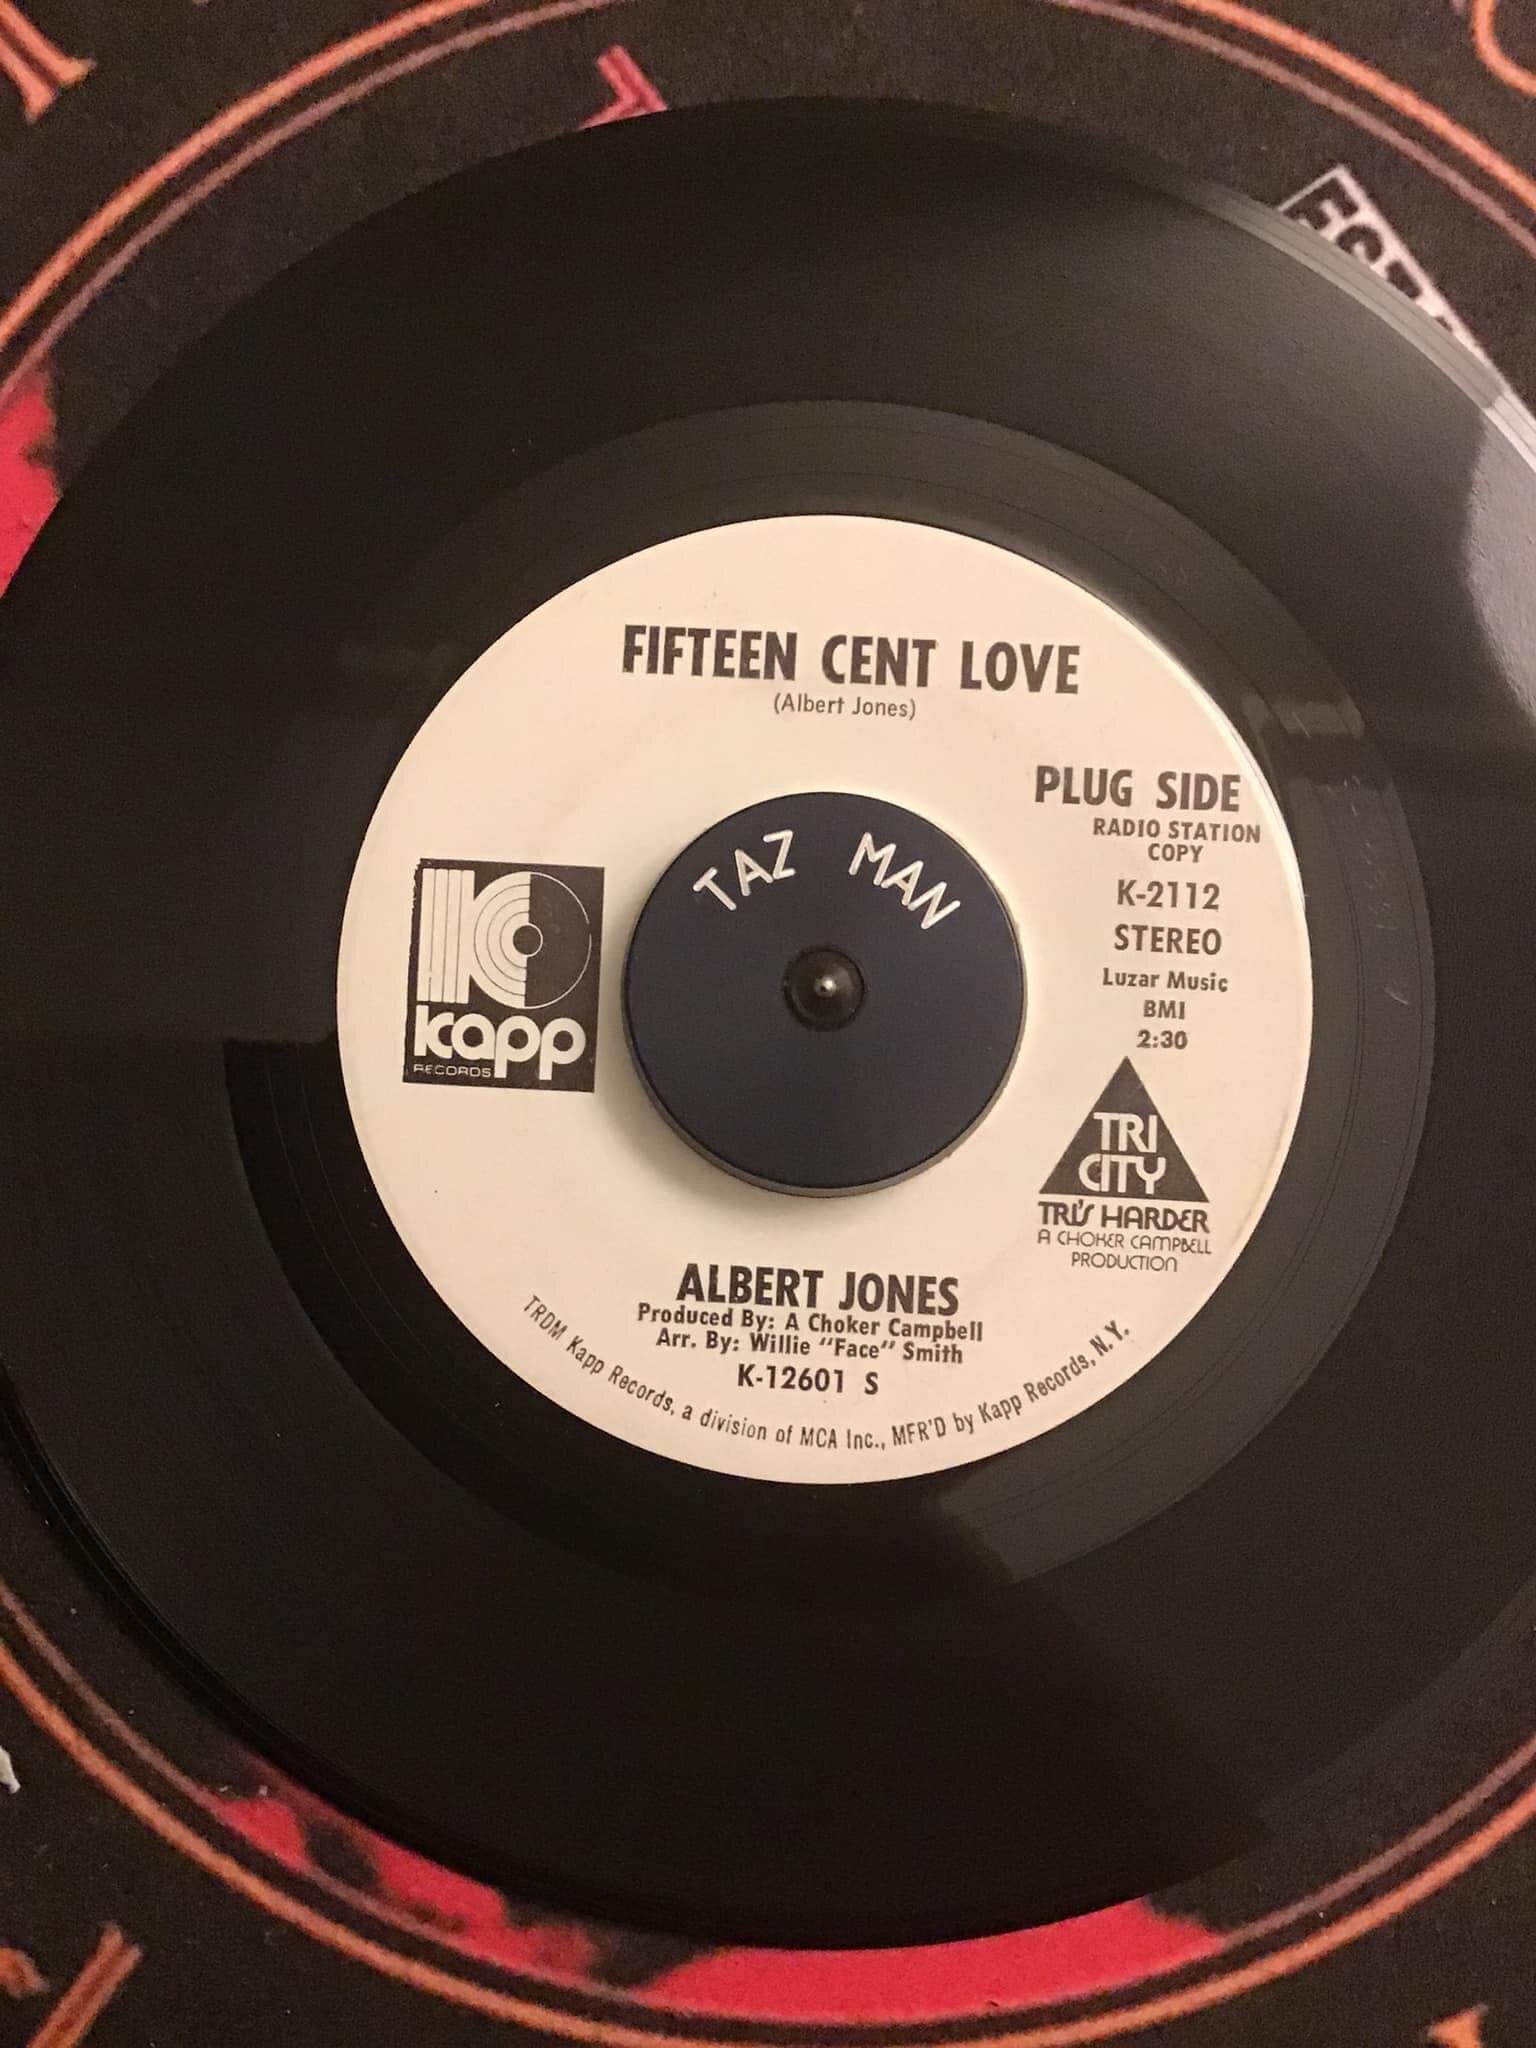 FIFTEEN CENT LOVE
(Albert Jones)
PLUG SIDE
RADIO STATION
COPY
K-2112
STEREO
Luzar Music
BMI
2:30
TAZ MAN
kapp
RECORDS
TRI
CITY
TRI'S HARDER
A CHOKER CAMPBELL
PRODUCTION
ALBERT JONES
Produced By: A Choker Campbell
Arr. By: Willie "Face" Smith
K-12601 S
TRDM Kapp Records, a division of MCA Inc., MFR'D by Kapp Records, N.Y.